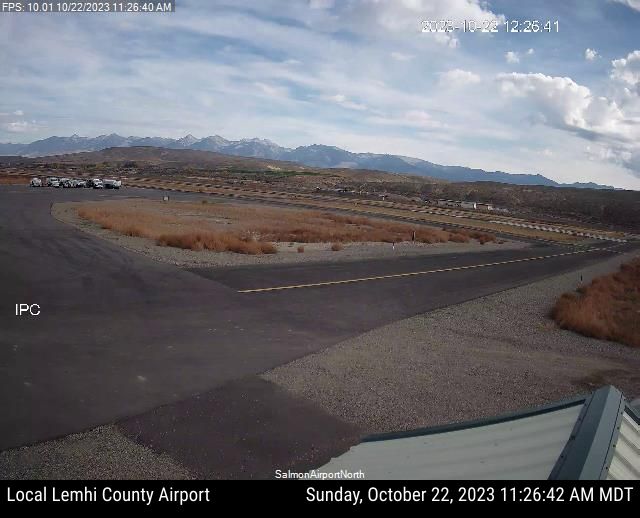 FPS: 10.01 10/22/2023 11:26:40 AM
2023-10-22 12:26:41
IPC
SalmonAirportNorth
Local Lemhi County Airport Sunday, October 22, 2023 11:26:42 AM MDT